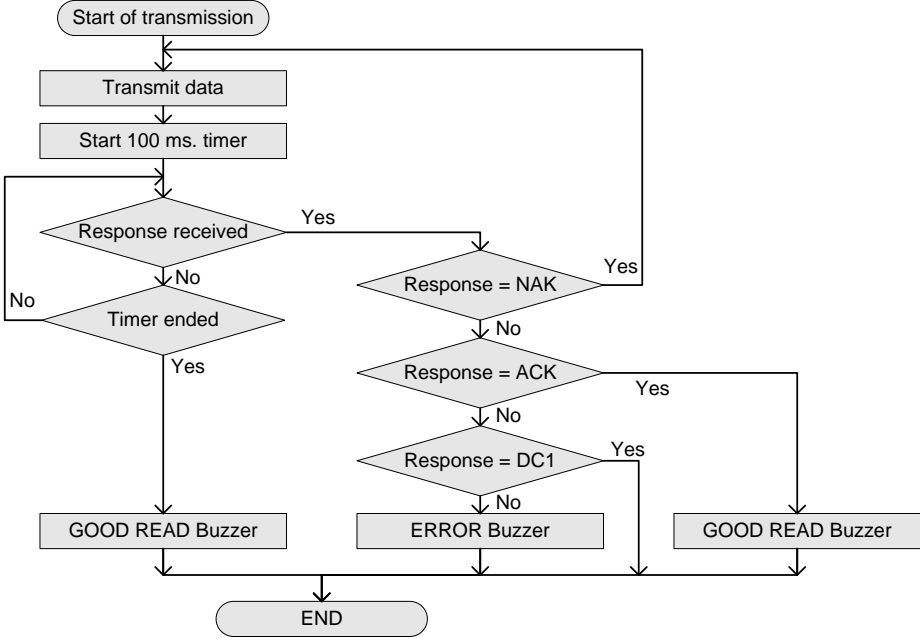 Start of transmission
Transmit data
Start 100 ms. timer
Response received
Yes
No
Timer ended
No
Yes
Response = NAK
Yes
No
Response = ACK
Yes
No
Response = DC1
Yes
No
GOOD READ Buzzer
ERROR Buzzer
GOOD READ Buzzer
END